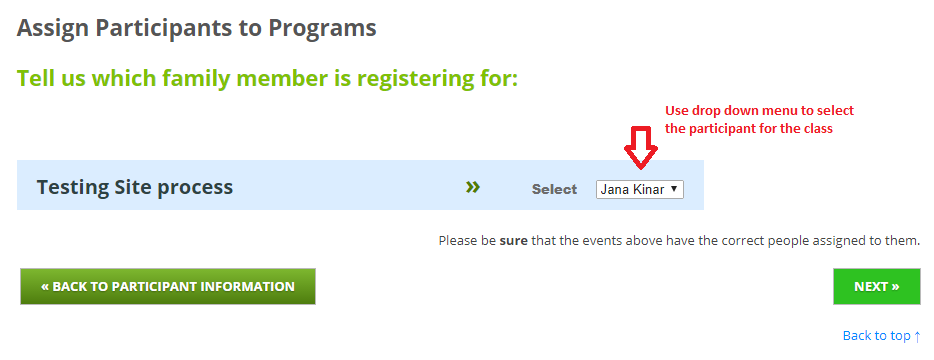 Assign Participants to Programs
Tell us which family member is registering for:
Use drop down menu to select
the participant for the class
Testing Site process » Select Jana Kinar ▼
Please be sure that the events above have the correct people assigned to them.
« BACK TO PARTICIPANT INFORMATION
NEXT »
Back to top ↑